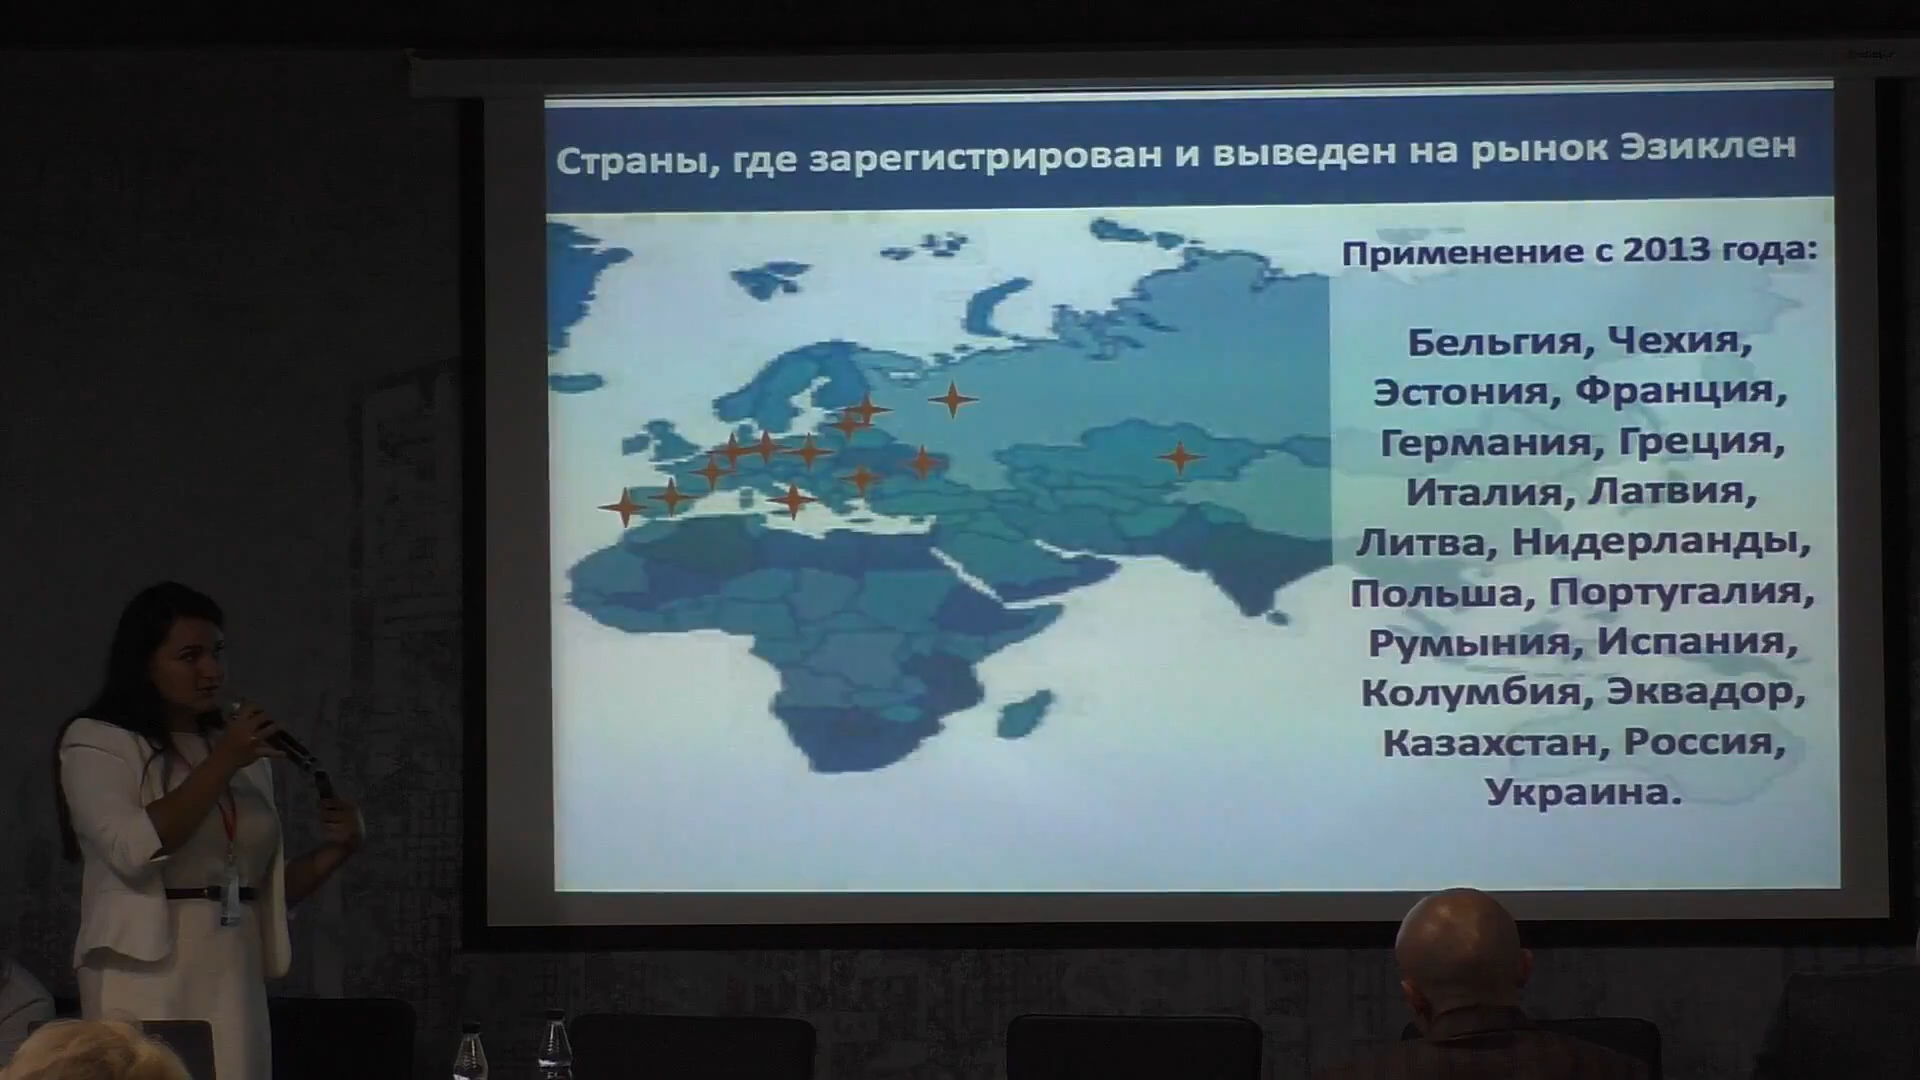 Страны, где зарегистрирован и выведен на рынок Эзиклен
Применение с 2013 года:
Бельгия, Чехия,
Эстония, Франция,
Германия, Греция,
Италия, Латвия,
Литва, Нидерланды,
Польша, Португалия,
Румыния, Испания,
Колумбия, Эквадор,
Казахстан, Россия,
Украина.